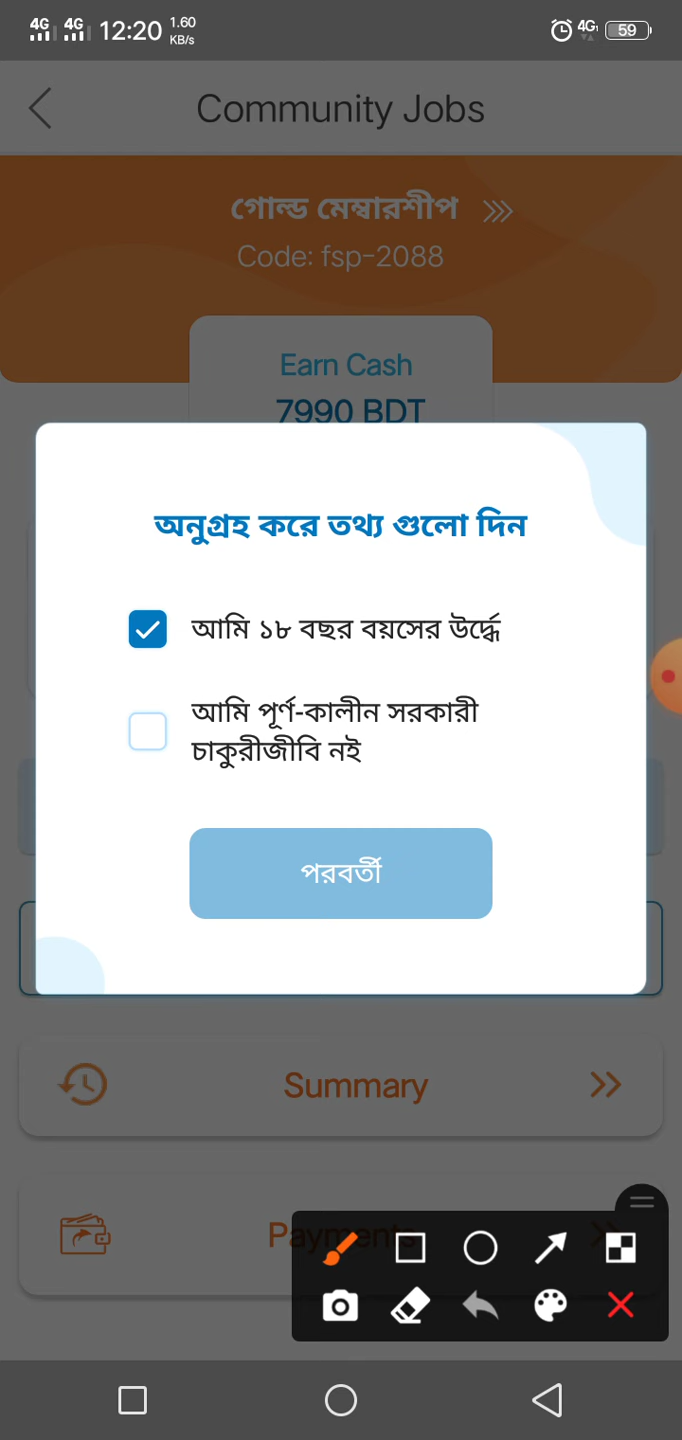 4G 4G 12:20 1.60 KB/s 4G 59
Community Jobs
গোল্ড মেম্বারশীপ
Code: fsp-2088
Earn Cash
7990 BDT
অনুগ্রহ করে তথ্য গুলো দিন
আমি ১৮ বছর বয়সের উর্দ্ধে
আমি পূর্ণ-কালীন সরকারী
চাকুরীজীবি নই
পরবর্তী
Summary
Payments